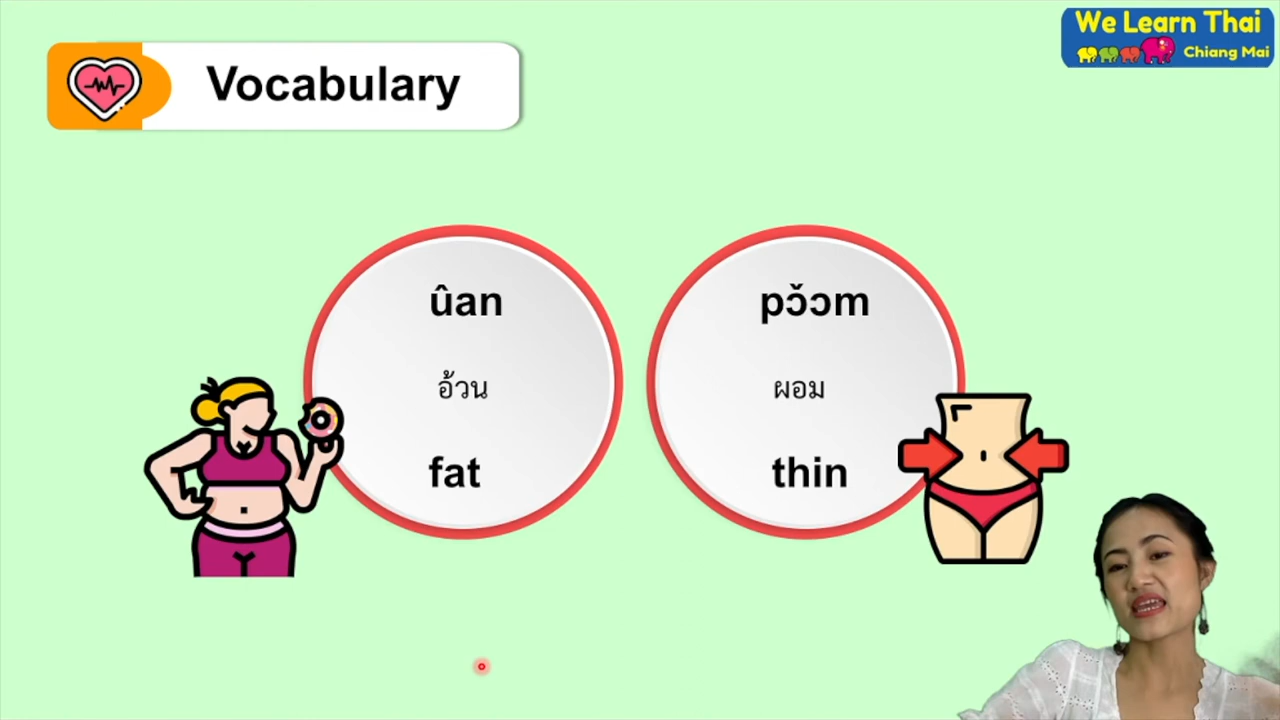 We Learn Thai
Chiang Mai
Vocabulary
ûan
อ้วน
fat
pɔ̌ɔm
ผอม
thin